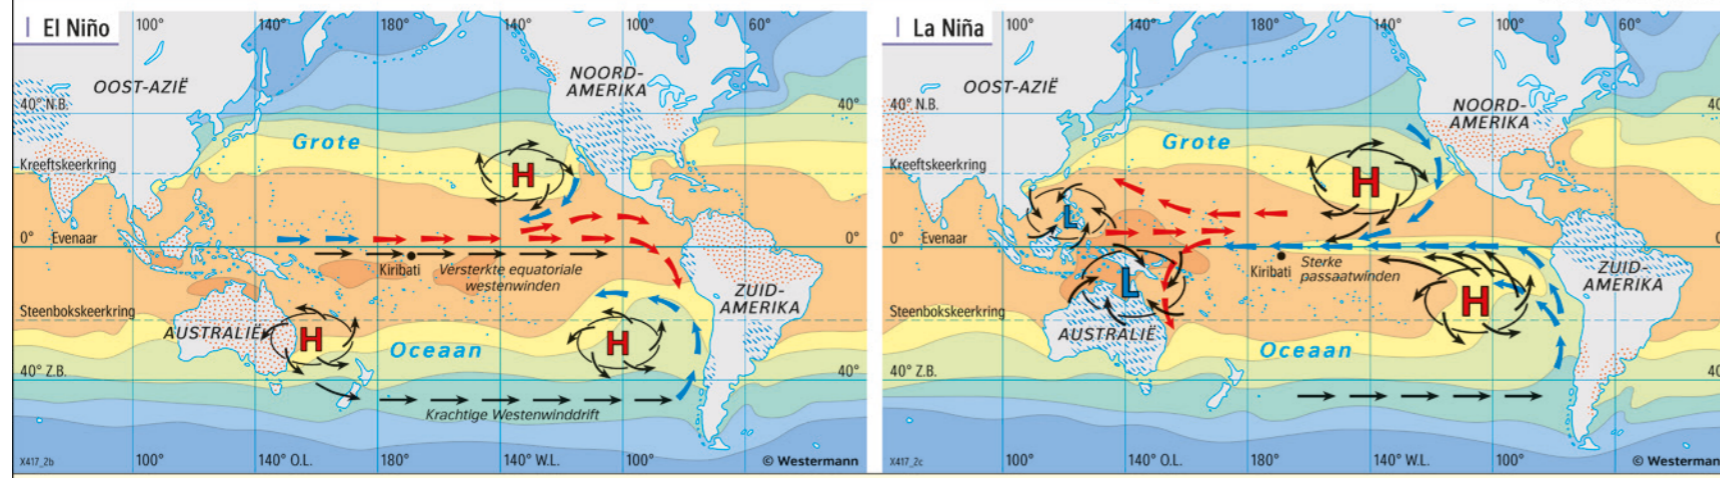 El Niño
100°
140°
180°
140°
100°
60°
OOST-AZIË
NOORD-
AMERIKA
40° N.B.
40°
Grote
Kreeftskeerkring
H
0°
Evenaar
0°
Kiribati
Versterkte equatoriale
westenwinden
ZUID-
AMERIKA
Steenbokskeerkring
AUSTRALIË
H
H
Oceaan
40° Z.B.
40°
Krachtige Westenwinddrift
X417_2b
100°
140° O.L.
180°
140° W.L.
100°
© Westermann
La Niña
100°
140°
180°
140°
100°
60°
OOST-AZIË
NOORD-
AMERIKA
40° N.B.
40
Grote
Kreeftskeerkring
H
L
0°
Evenaar
0°
Kiribati
Sterke
passaatwinden
ZUID-
AMERIKA
L
H
Steenbokskeerkring
AUSTRALIË
Oceaan
40° Z.B.
40
X417_2c
100°
140° O.L.
180°
140° W.L.
100°
© Westermann